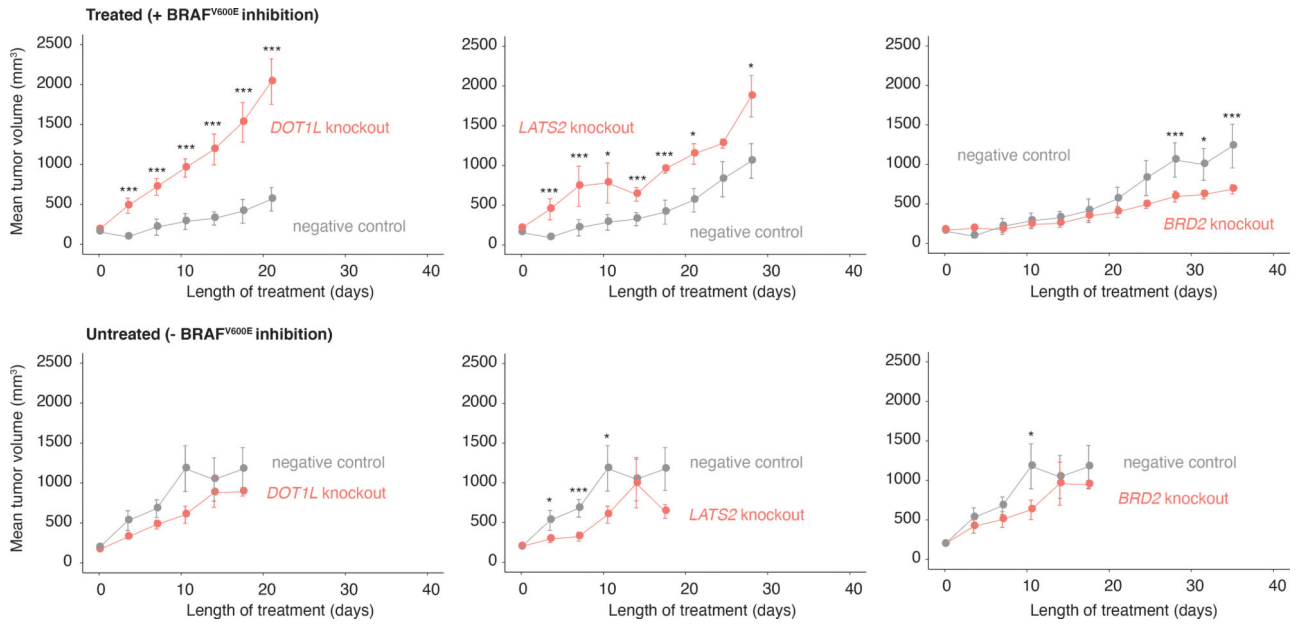 Treated (+ BRAFV600E inhibition)
Mean tumor volume (mm3)
2500
2000
1500
1000
500
0
*** *** *** *** *** ***
DOT1L knockout
negative control
0 10 20 30 40
Length of treatment (days)
2500
2000
1500
1000
500
0
*** *** * *** *** * *
LATS2 knockout
negative control
0 10 20 30 40
Length of treatment (days)
2500
2000
1500
1000
500
0
*** * ***
negative control
BRD2 knockout
0 10 20 30 40
Length of treatment (days)
Untreated (- BRAFV600E inhibition)
Mean tumor volume (mm3)
2500
2000
1500
1000
500
0
negative control
DOT1L knockout
0 10 20 30 40
Length of treatment (days)
2500
2000
1500
1000
500
0
* *** *
negative control
LATS2 knockout
0 10 20 30 40
Length of treatment (days)
2500
2000
1500
1000
500
0
*
negative control
BRD2 knockout
0 10 20 30 40
Length of treatment (days)